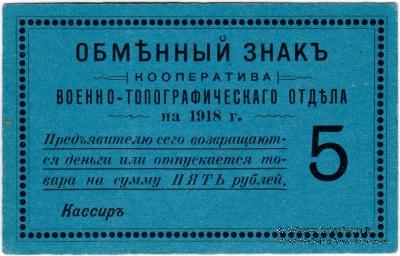 ОБМѢННЫЙ ЗНАКЪ
КООПЕРАТИВА
ВОЕННО-ТОПОГРАФИЧЕСКАГО ОТДѢЛА
на 1918 г.
Предъявителю сего возвращают-
ся деньги или отпускается то-
вара на сумму ПЯТЬ рублей.
5
Кассиръ